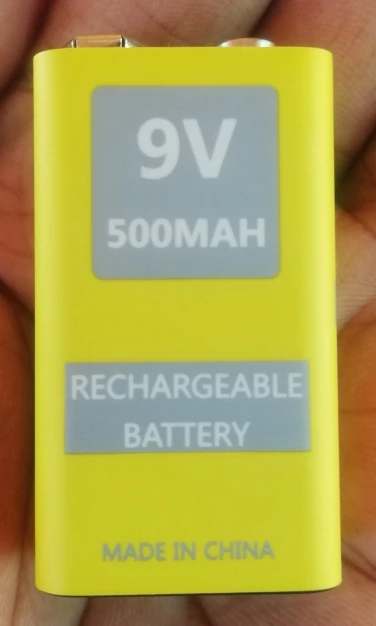 9V
500MAH
RECHARGEABLE
BATTERY
MADE IN CHINA